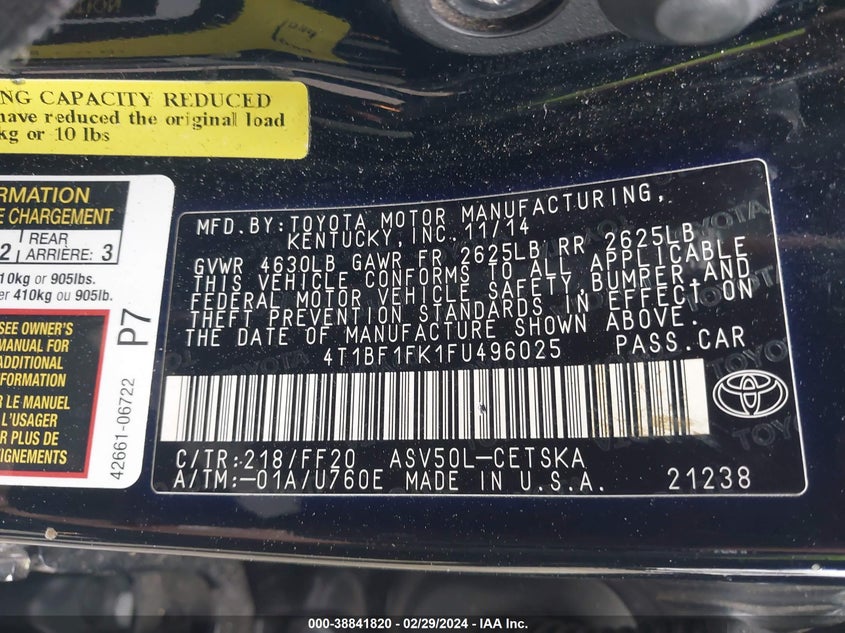 NG CAPACITY REDUCED
have reduced the original load
kg or 10 lbs
ORMATION
E CHARGEMENT
2 REAR ARRIÈRE: 3
10kg or 905lbs.
er 410kg ou 905lb.
SEE OWNER'S
MANUAL FOR
ADDITIONAL
FORMATION
R LE MANUEL
L'USAGER
R PLUS DE
IGNEMENTS
P7
42661-06722
MFD.BY:TOYOTA MOTOR MANUFACTURING,
KENTUCKY,INC.11/14
GVWR 4630LB GAWR FR 2625LB RR 2625LB
THIS VEHICLE CONFORMS TO ALL APPLICABLE
FEDERAL MOTOR VEHICLE SAFETY,BUMPER,AND
THEFT PREVENTION STANDARDS IN EFFECT ON
THE DATE OF MANUFACTURE SHOWN ABOVE.
4T1BF1FK1FU496025 PASS.CAR
C/TR:218/FF20 ASV50L-CETSKA
A/TM:-01A/U760E MADE IN U.S.A. 21238
000-38841820 - 02/29/2024 - IAA Inc.